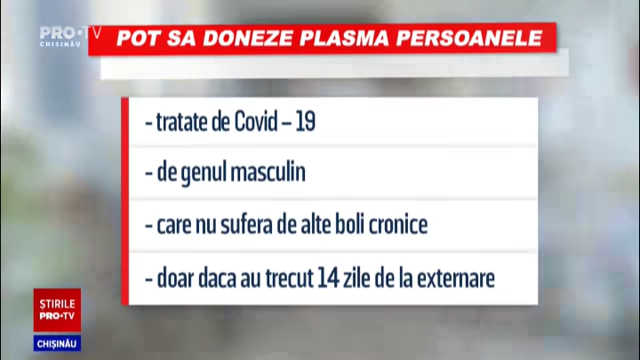 PRO•TV
CHIȘINĂU
POT SA DONEZE PLASMA PERSOANELE
- tratate de Covid – 19
- de genul masculin
- care nu sufera de alte boli cronice
- doar daca au trecut 14 zile de la externare
ȘTIRILE
PRO•TV
CHIȘINĂU